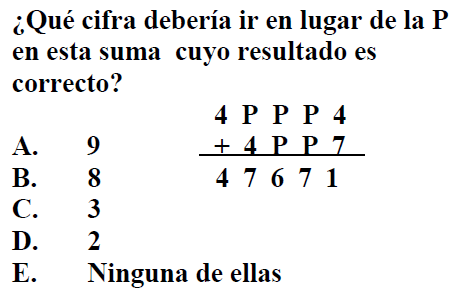 ¿Qué cifra debería ir en lugar de la P
en esta suma cuyo resultado es
correcto?
4 P P P 4
A. 9 + 4 P P 7
B. 8 4 7 6 7 1
C. 3
D. 2
E. Ninguna de ellas